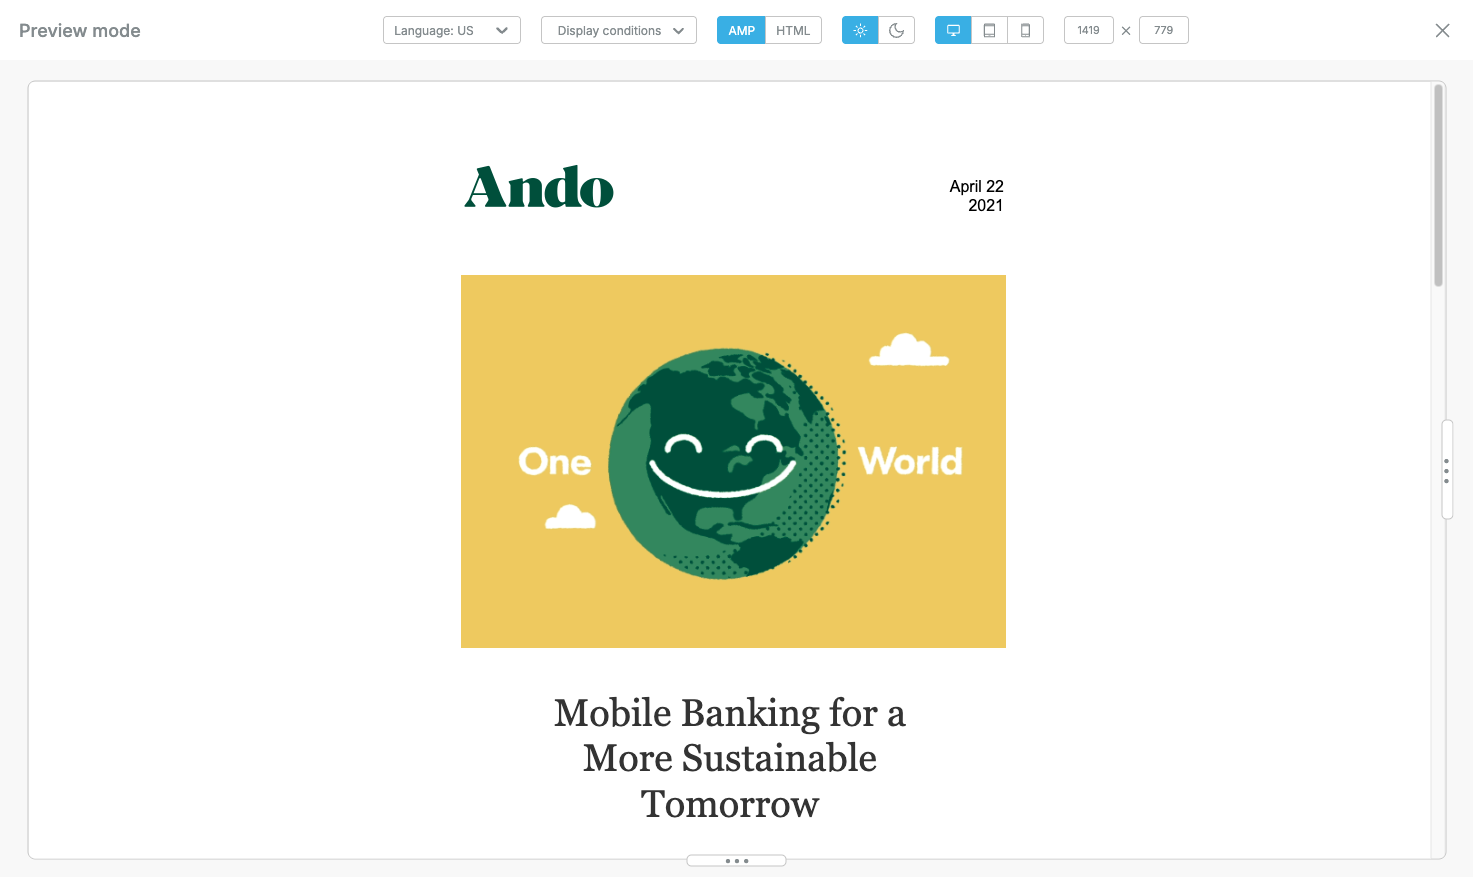 Preview mode
Language: US
Display conditions
AMP
HTML
1419 × 779
Ando
April 22
2021
One World
Mobile Banking for a
More Sustainable
Tomorrow